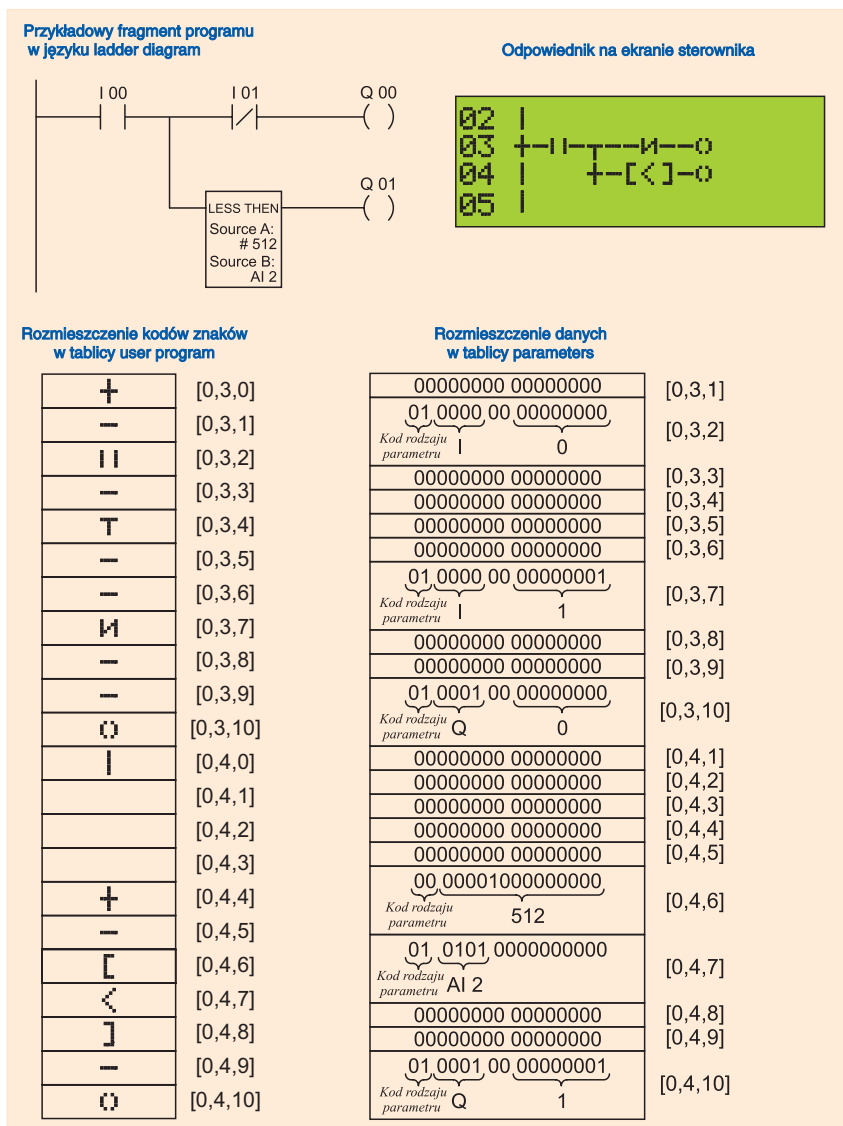 Przykładowy fragment programu
w języku ladder diagram
I 00
I 01
Q 00
Q 01
LESS THEN
Source A:
# 512
Source B:
AI 2
Odpowiednik na ekranie sterownika
02
03
04
05
Rozmieszczenie kodów znaków
w tablicy user program
+ [0,3,0]
− [0,3,1]
II [0,3,2]
− [0,3,3]
T [0,3,4]
− [0,3,5]
− [0,3,6]
И [0,3,7]
− [0,3,8]
− [0,3,9]
() [0,3,10]
| [0,4,0]
[0,4,1]
[0,4,2]
[0,4,3]
+ [0,4,4]
− [0,4,5]
[ [0,4,6]
< [0,4,7]
] [0,4,8]
− [0,4,9]
() [0,4,10]
Rozmieszczenie danych
w tablicy parameters
00000000 00000000 [0,3,1]
01 0000 00 00000000 [0,3,2]
Kod rodzaju
parametru I 0
00000000 00000000 [0,3,3]
00000000 00000000 [0,3,4]
00000000 00000000 [0,3,5]
00000000 00000000 [0,3,6]
01 0000 00 00000001 [0,3,7]
Kod rodzaju
parametru I 1
00000000 00000000 [0,3,8]
00000000 00000000 [0,3,9]
01 0001 00 00000000 [0,3,10]
Kod rodzaju
parametru Q 0
00000000 00000000 [0,4,1]
00000000 00000000 [0,4,2]
00000000 00000000 [0,4,3]
00000000 00000000 [0,4,4]
00000000 00000000 [0,4,5]
00 00001000000000 [0,4,6]
Kod rodzaju
parametru 512
01 0101 0000000000 [0,4,7]
Kod rodzaju
parametru AI 2
00000000 00000000 [0,4,8]
00000000 00000000 [0,4,9]
01 0001 00 00000001 [0,4,10]
Kod rodzaju
parametru Q 1